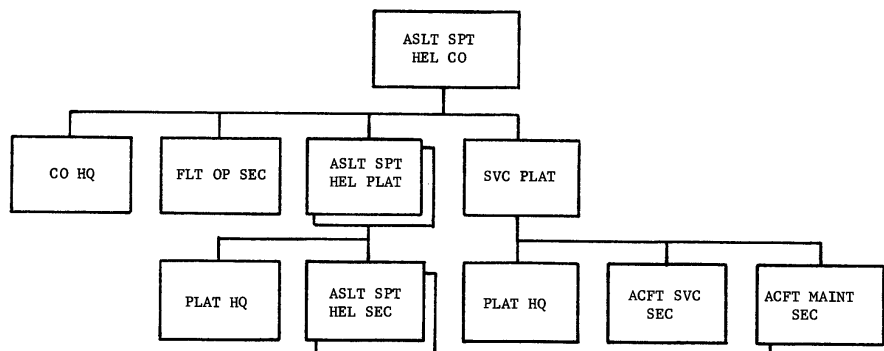 ASLT SPT
HEL CO
CO HQ
FLT OP SEC
ASLT SPT
HEL PLAT
SVC PLAT
PLAT HQ
ASLT SPT
HEL SEC
PLAT HQ
ACFT SVC
SEC
ACFT MAINT
SEC